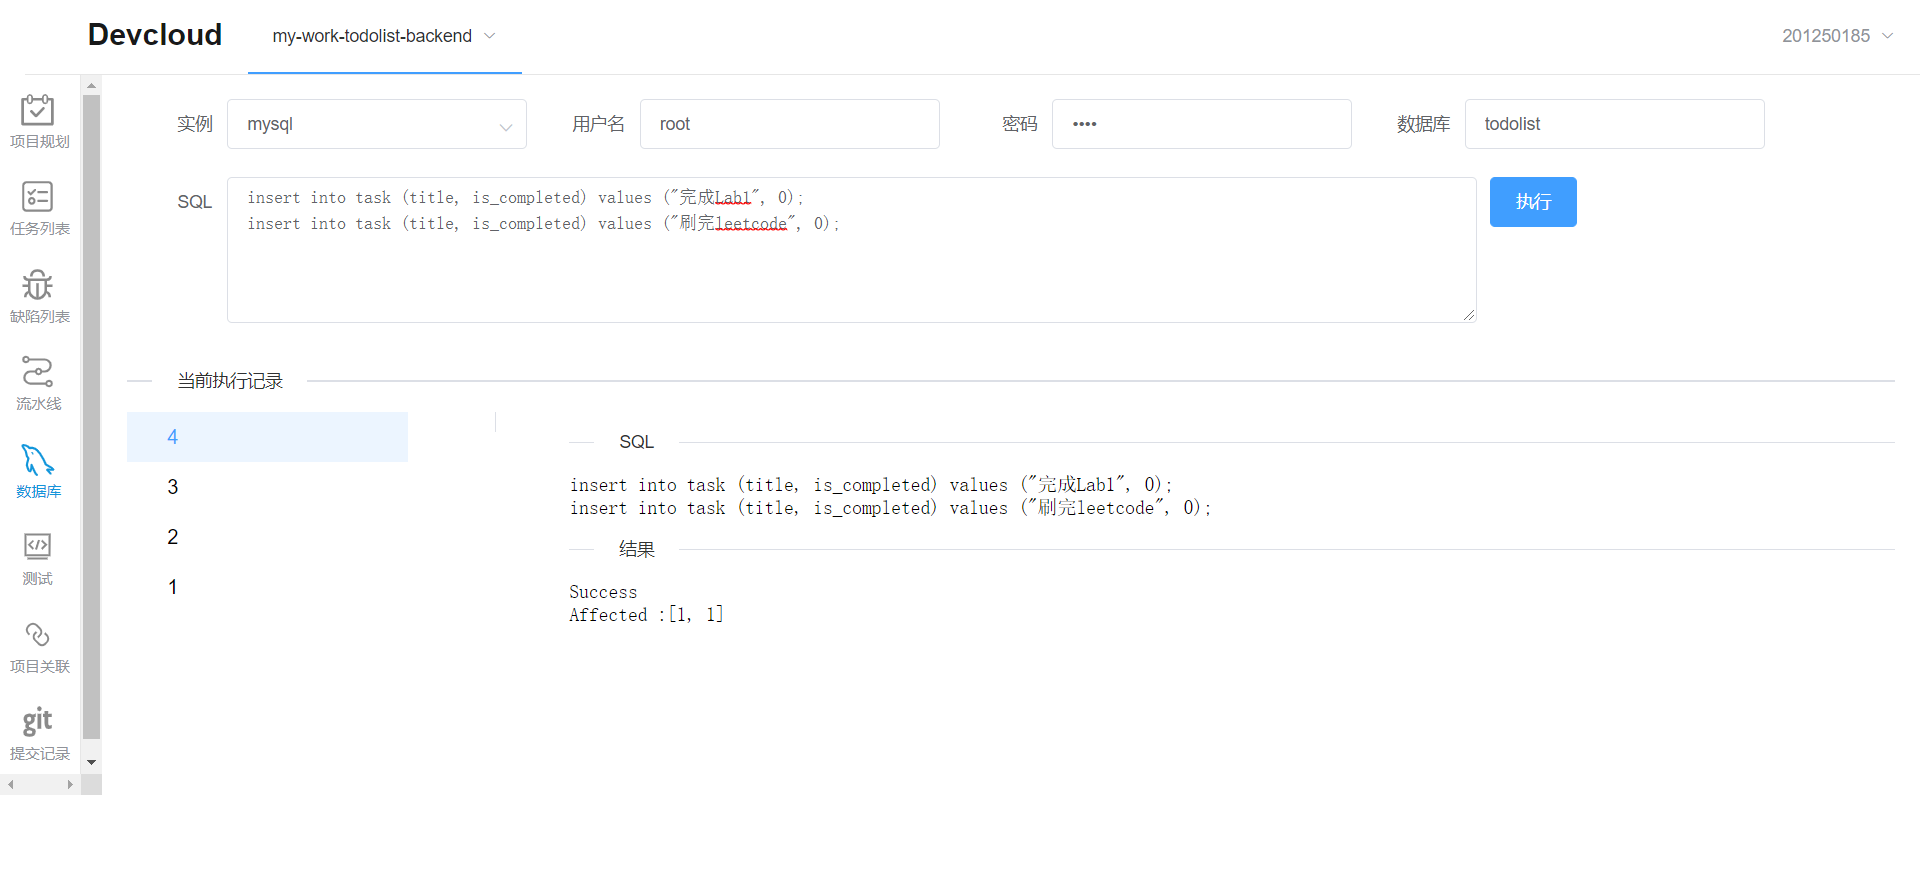 Devcloud
my-work-todolist-backend
201250185
项目规划
任务列表
缺陷列表
流水线
数据库
测试
项目关联
git
提交记录
实例 mysql 用户名 root 密码 •••• 数据库 todolist
SQL
insert into task (title, is_completed) values ("完成Lab1", 0);
insert into task (title, is_completed) values ("刷完leetcode", 0);
执行
当前执行记录
4
3
2
1
SQL
insert into task (title, is_completed) values ("完成Lab1", 0);
insert into task (title, is_completed) values ("刷完leetcode", 0);
结果
Success
Affected :[1, 1]